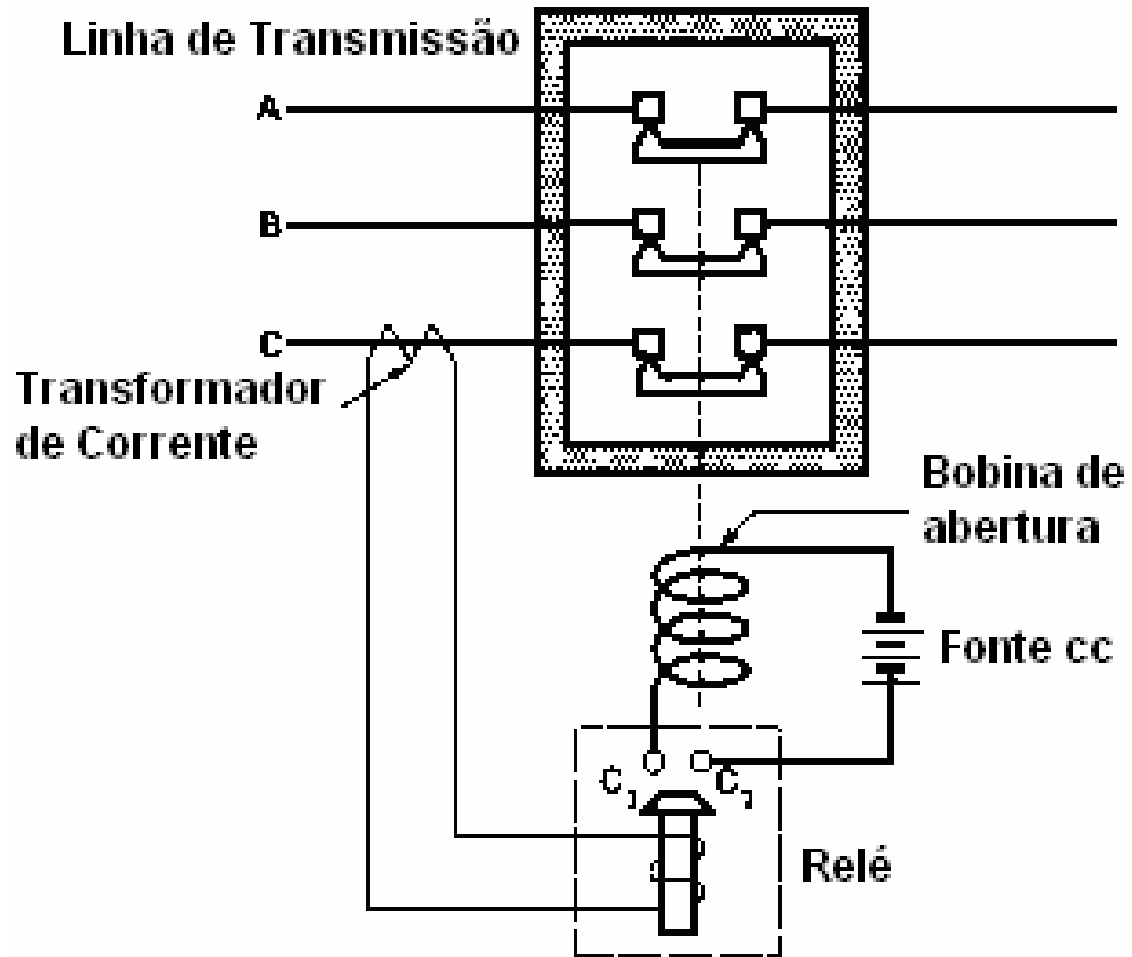 Linha de Transmissão
A
B
C
Transformador
de Corrente
Bobina de
abertura
Fonte cc
C
C
Relé